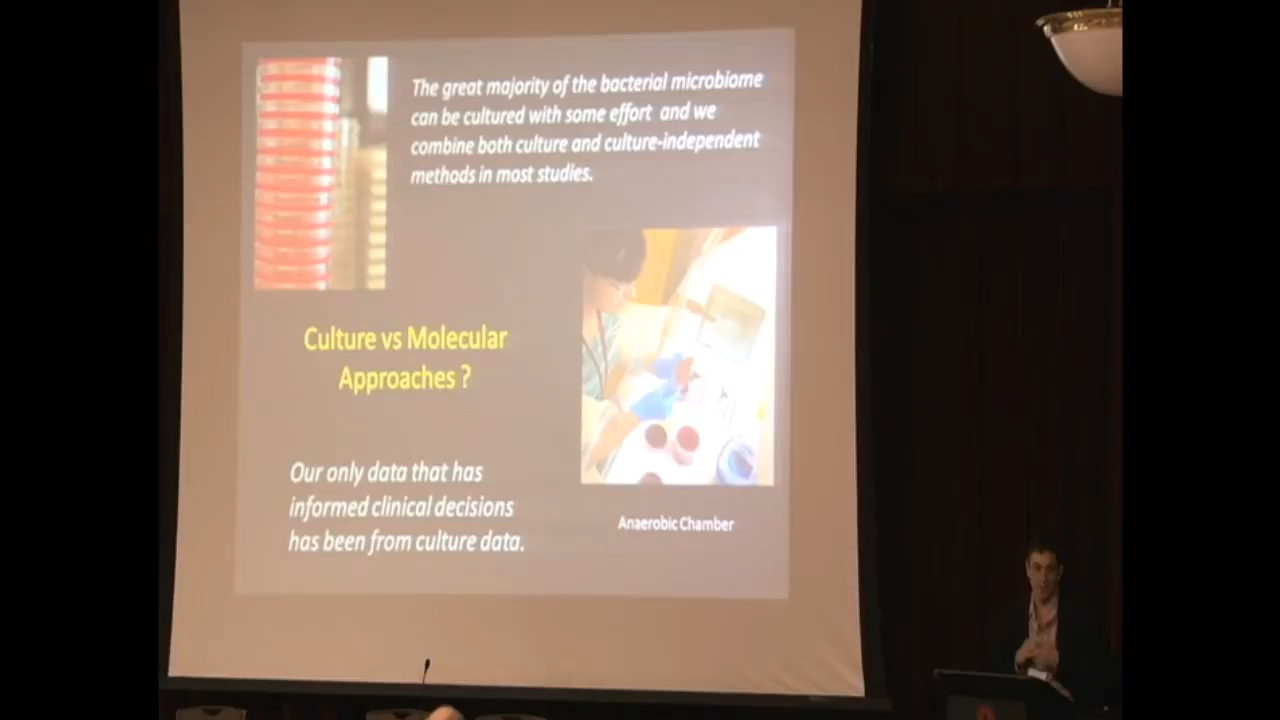 The great majority of the bacterial microbiome
can be cultured with some effort and we
combine both culture and culture-independent
methods in most studies.
Culture vs Molecular
Approaches ?
Our only data that has
informed clinical decisions
has been from culture data.
Anaerobic Chamber